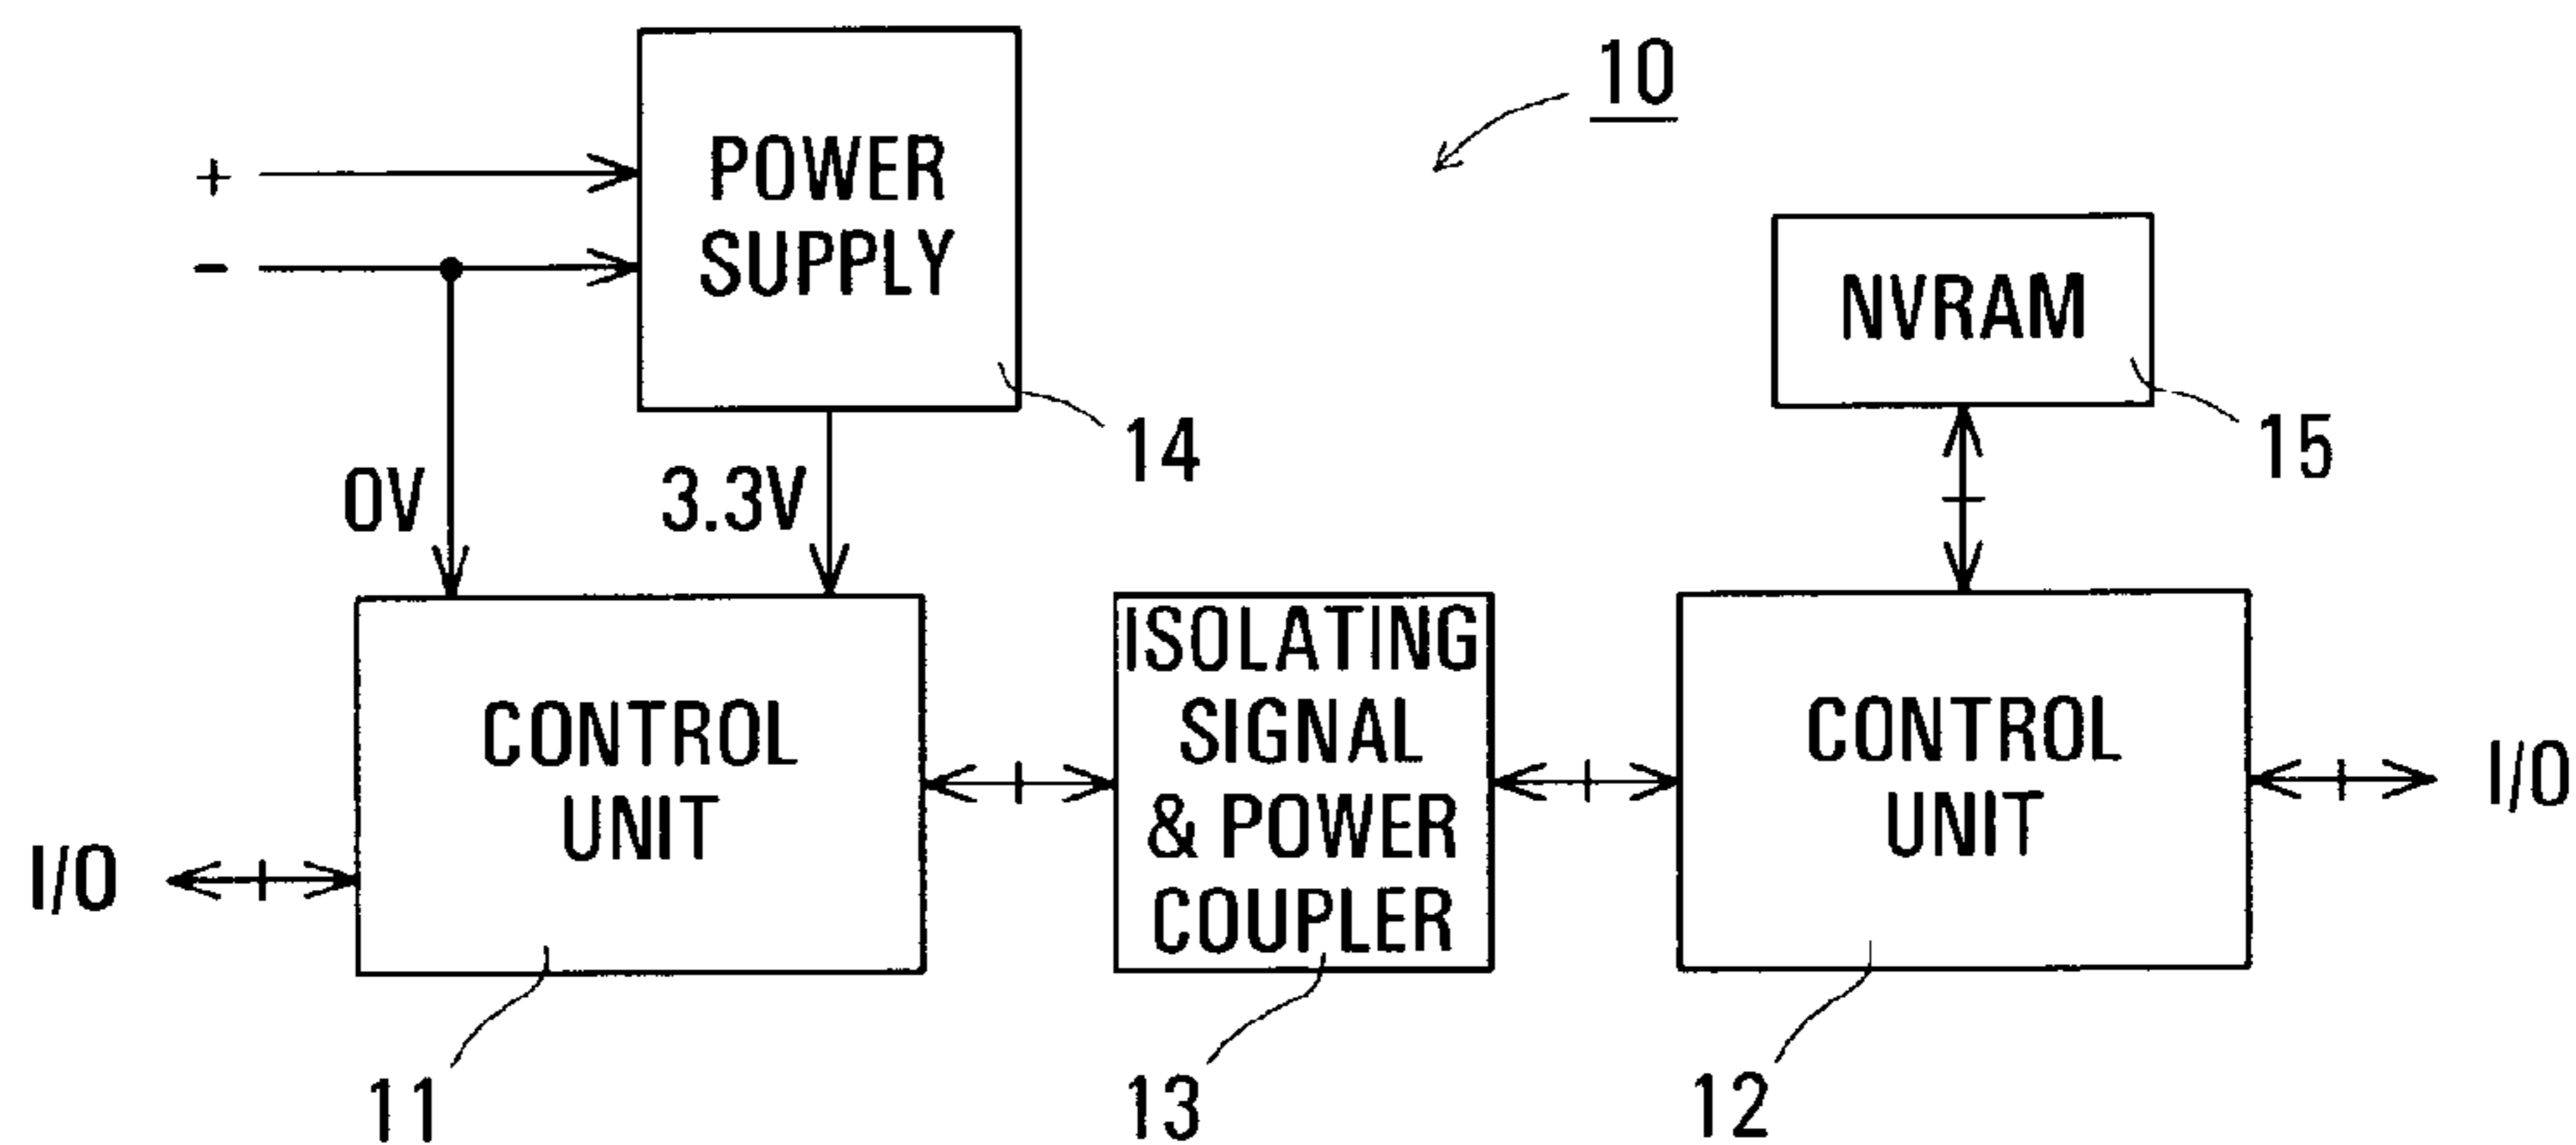 10
+
-
POWER
SUPPLY
14
NVRAM
15
0V
3.3V
I/O
CONTROL
UNIT
11
ISOLATING
SIGNAL
& POWER
COUPLER
13
CONTROL
UNIT
12
I/O